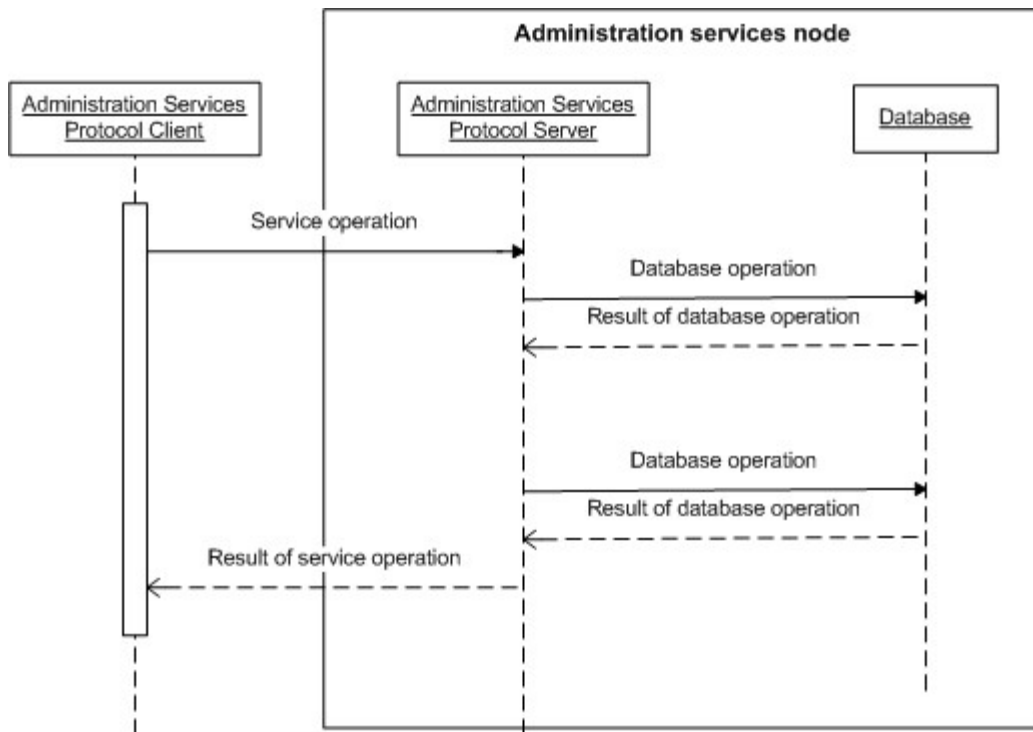 Administration services node
Administration Services
Protocol Client
Administration Services
Protocol Server
Database
Service operation
Database operation
Result of database operation
Database operation
Result of database operation
Result of service operation